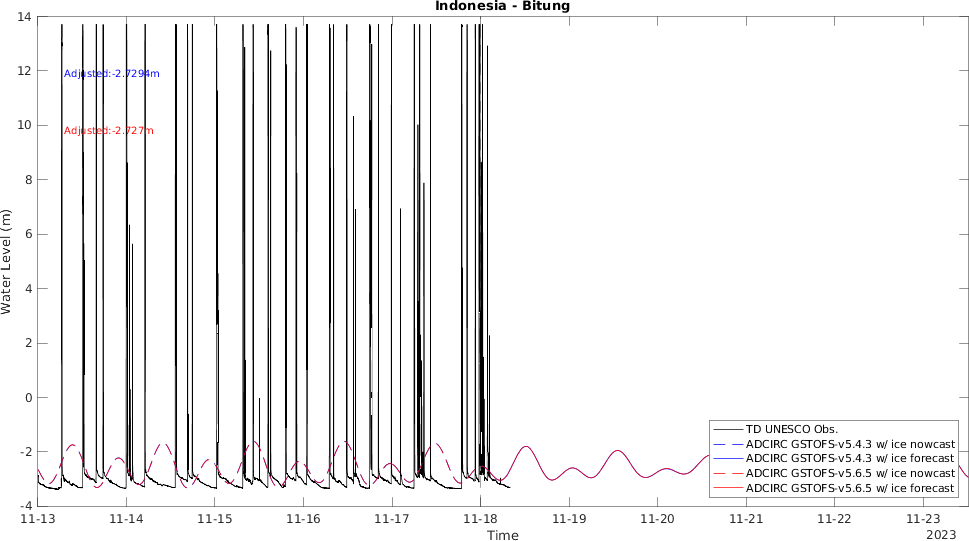 Indonesia - Bitung
14
12
10
8
6
4
2
0
-2
-4
Water Level (m)
Adjusted:-2.7294m
Adjusted:-2.727m
TD UNESCO Obs.
ADCIRC GSTOFS-v5.4.3 w/ ice nowcast
ADCIRC GSTOFS-v5.4.3 w/ ice forecast
ADCIRC GSTOFS-v5.6.5 w/ ice nowcast
ADCIRC GSTOFS-v5.6.5 w/ ice forecast
11-13 11-14 11-15 11-16 11-17 11-18 11-19 11-20 11-21 11-22 11-23
Time
2023